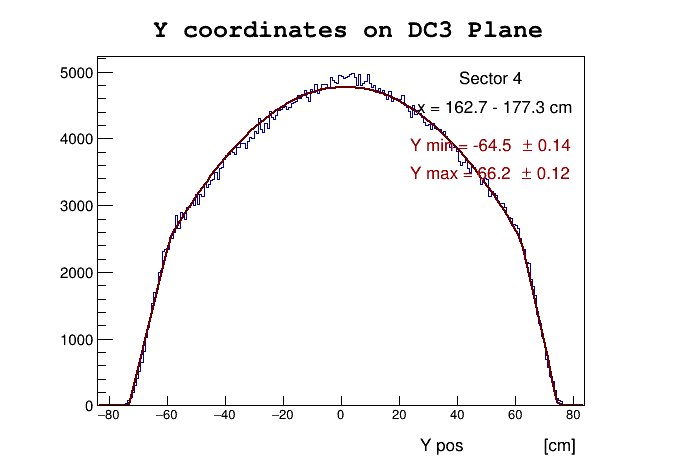 Y coordinates on DC3 Plane
Sector 4
x = 162.7 - 177.3 cm
Y min = -64.5 ± 0.14
Y max = 66.2 ± 0.12
5000
4000
3000
2000
1000
0
−80 −60 −40 −20 0 20 40 60 80
Y pos [cm]